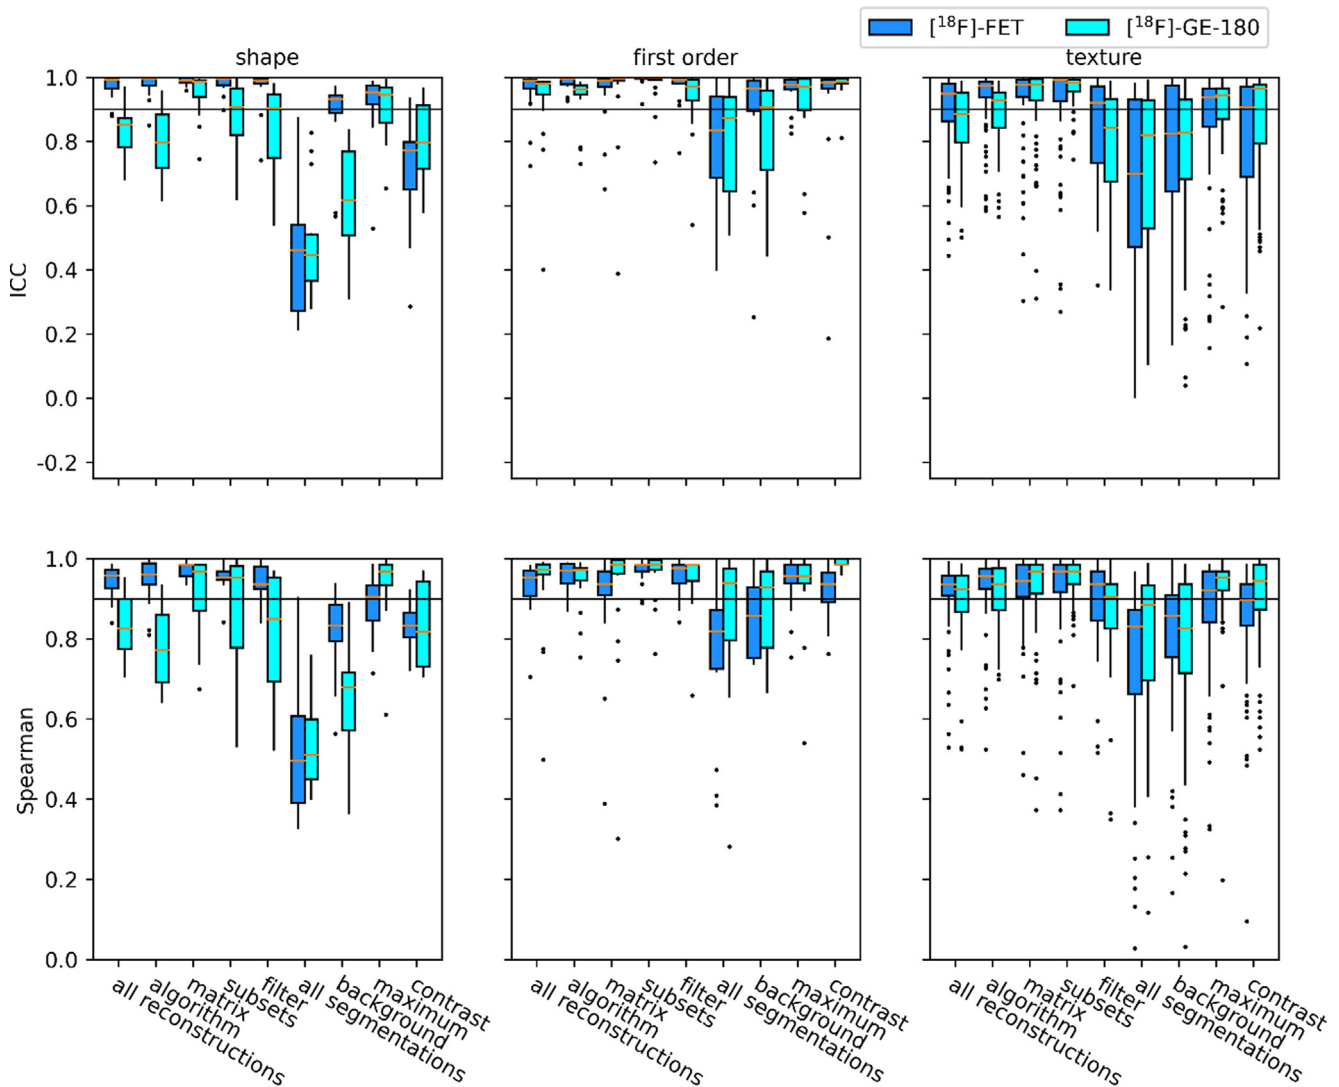 [18F]-FET [18F]-GE-180
shape first order texture
ICC
1.0
0.8
0.6
0.4
0.2
0.0
-0.2
Spearman
1.0
0.8
0.6
0.4
0.2
0.0
all reconstructions
algorithm
matrix
subsets
filter
all segmentations
background
maximum
contrast
all reconstructions
algorithm
matrix
subsets
filter
all segmentations
background
maximum
contrast
all reconstructions
algorithm
matrix
subsets
filter
all segmentations
background
maximum
contrast